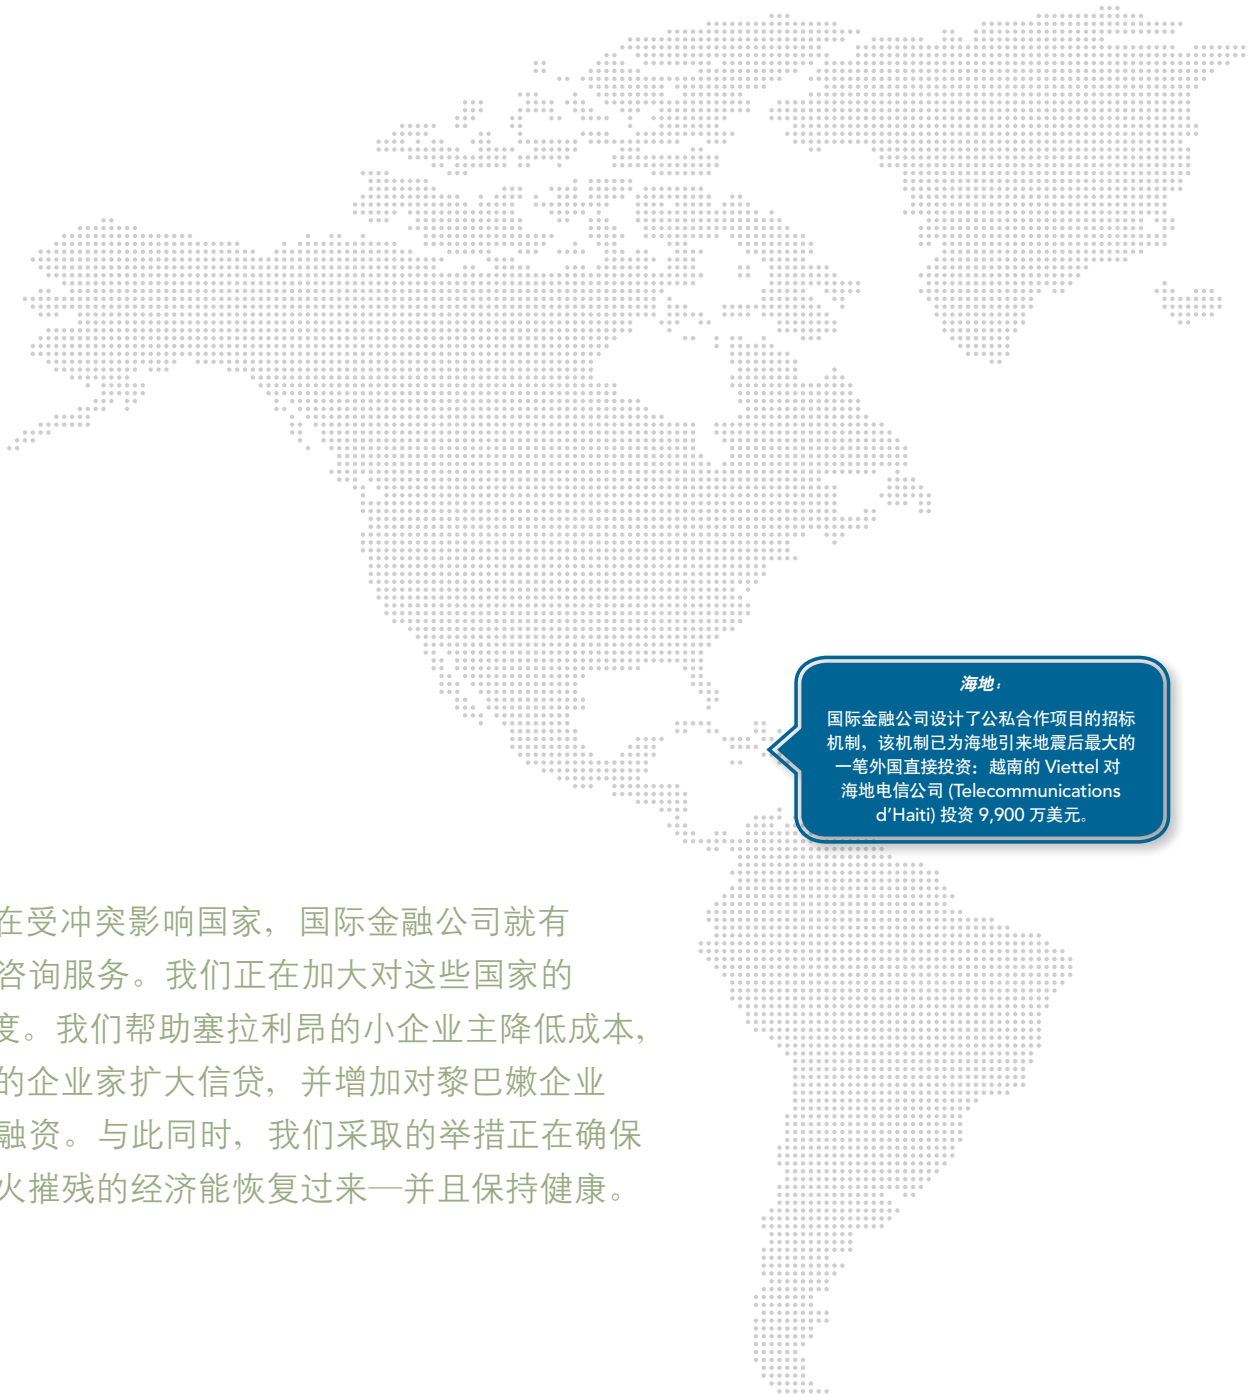 海地：
国际金融公司设计了公私合作项目的招标
机制，该机制已为海地引来地震后最大的
一笔外国直接投资：越南的 Viettel 对
海地电信公司 (Telecommunications
d’Haiti) 投资 9,900 万美元。
在受冲突影响国家，国际金融公司就有
咨询服务。我们正在加大对这些国家的
度。我们帮助塞拉利昂的小企业主降低成本，
的企业家扩大信贷，并增加对黎巴嫩企业
融资。与此同时，我们采取的举措正在确保
火摧残的经济能恢复过来—并且保持健康。